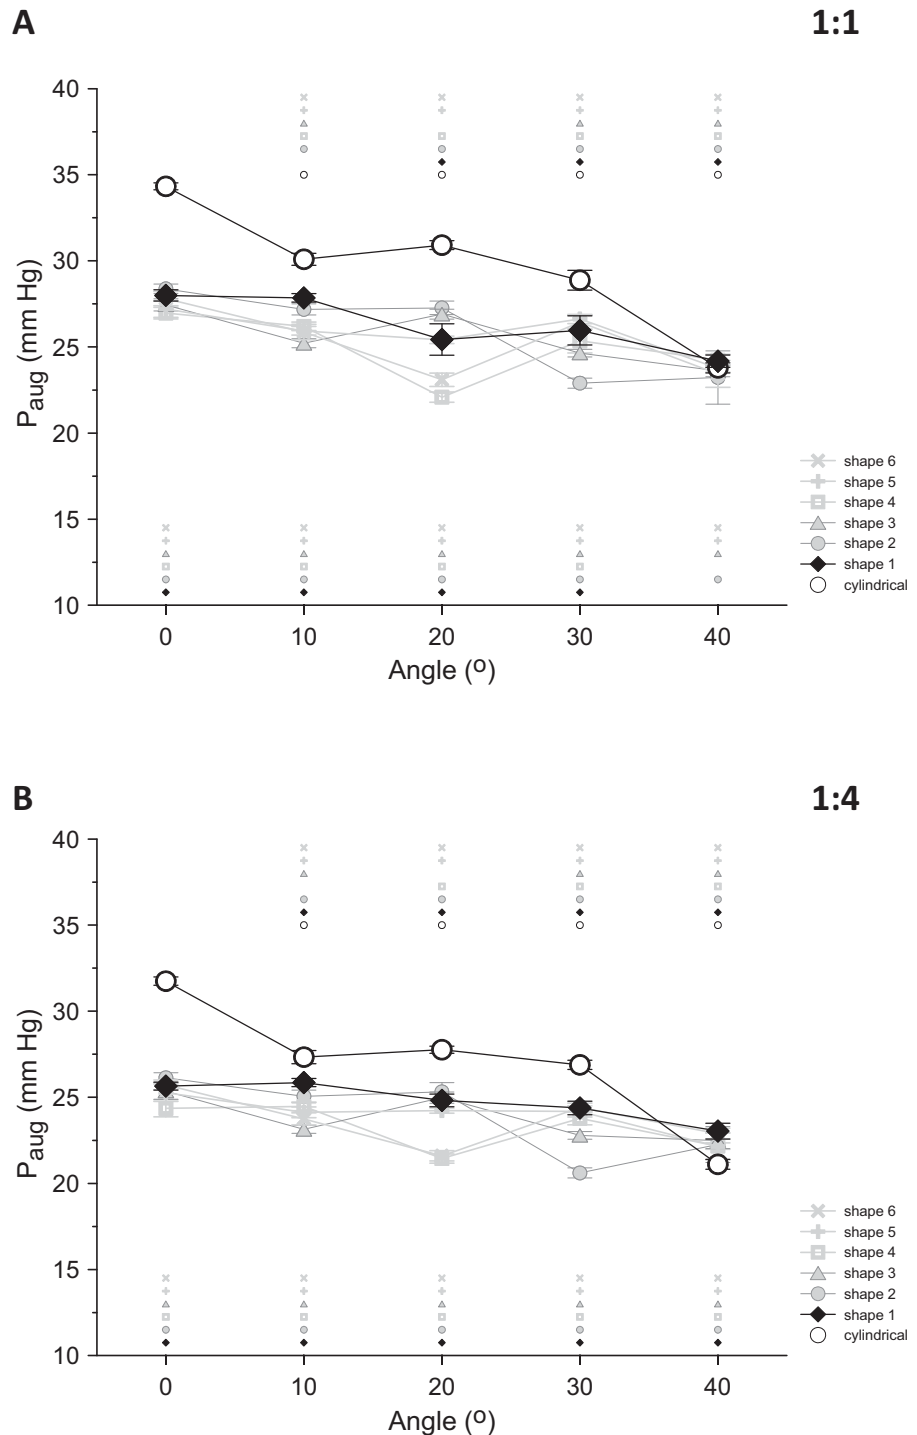 A 1:1
40
35
30
25
20
15
10
Paug (mm Hg)
0 10 20 30 40
Angle (o)
shape 6
shape 5
shape 4
shape 3
shape 2
shape 1
cylindrical
B 1:4
40
35
30
25
20
15
10
Paug (mm Hg)
0 10 20 30 40
Angle (o)
shape 6
shape 5
shape 4
shape 3
shape 2
shape 1
cylindrical